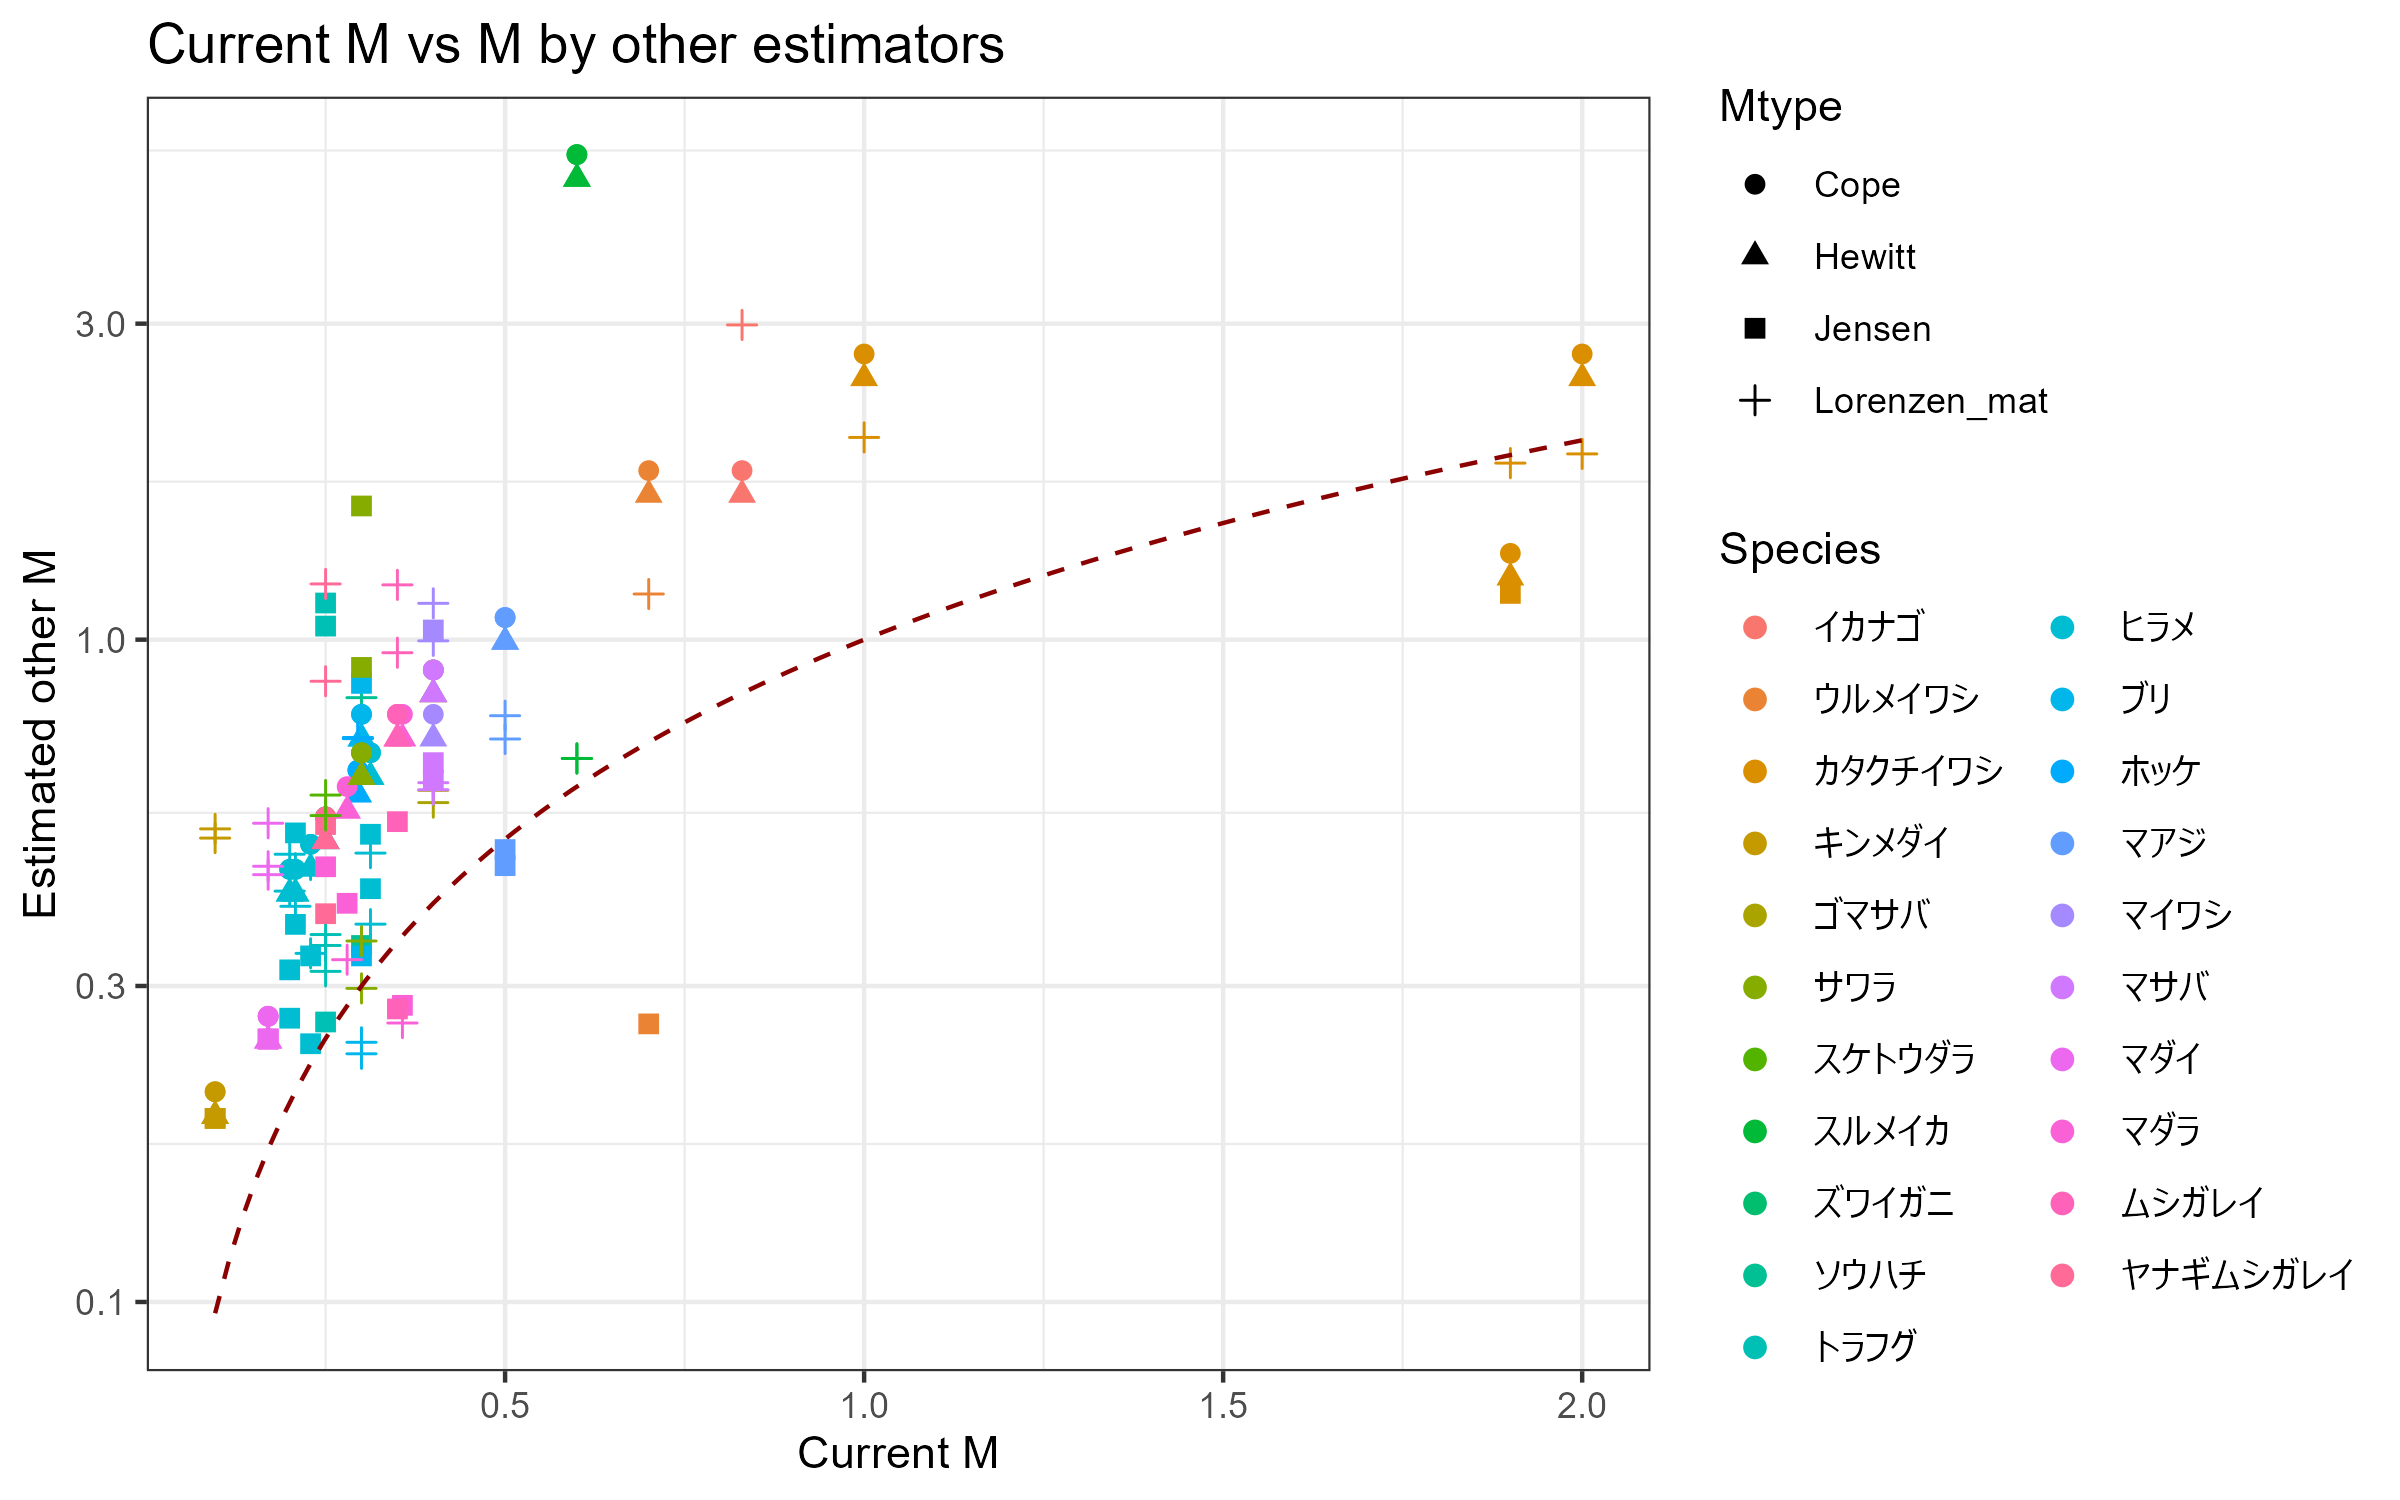 Current M vs M by other estimators
Estimated other M
3.0
1.0
0.3
0.1
0.5
1.0
1.5
2.0
Current M
Mtype
Cope
Hewitt
Jensen
Lorenzen_mat
Species
イカナゴ
ウルメイワシ
カタクチイワシ
キンメダイ
ゴマサバ
サワラ
スケトウダラ
スルメイカ
ズワイガニ
ソウハチ
トラフグ
ヒラメ
ブリ
ホッケ
マアジ
マイワシ
マサバ
マダイ
マダラ
ムシガレイ
ヤナギムシガレイ